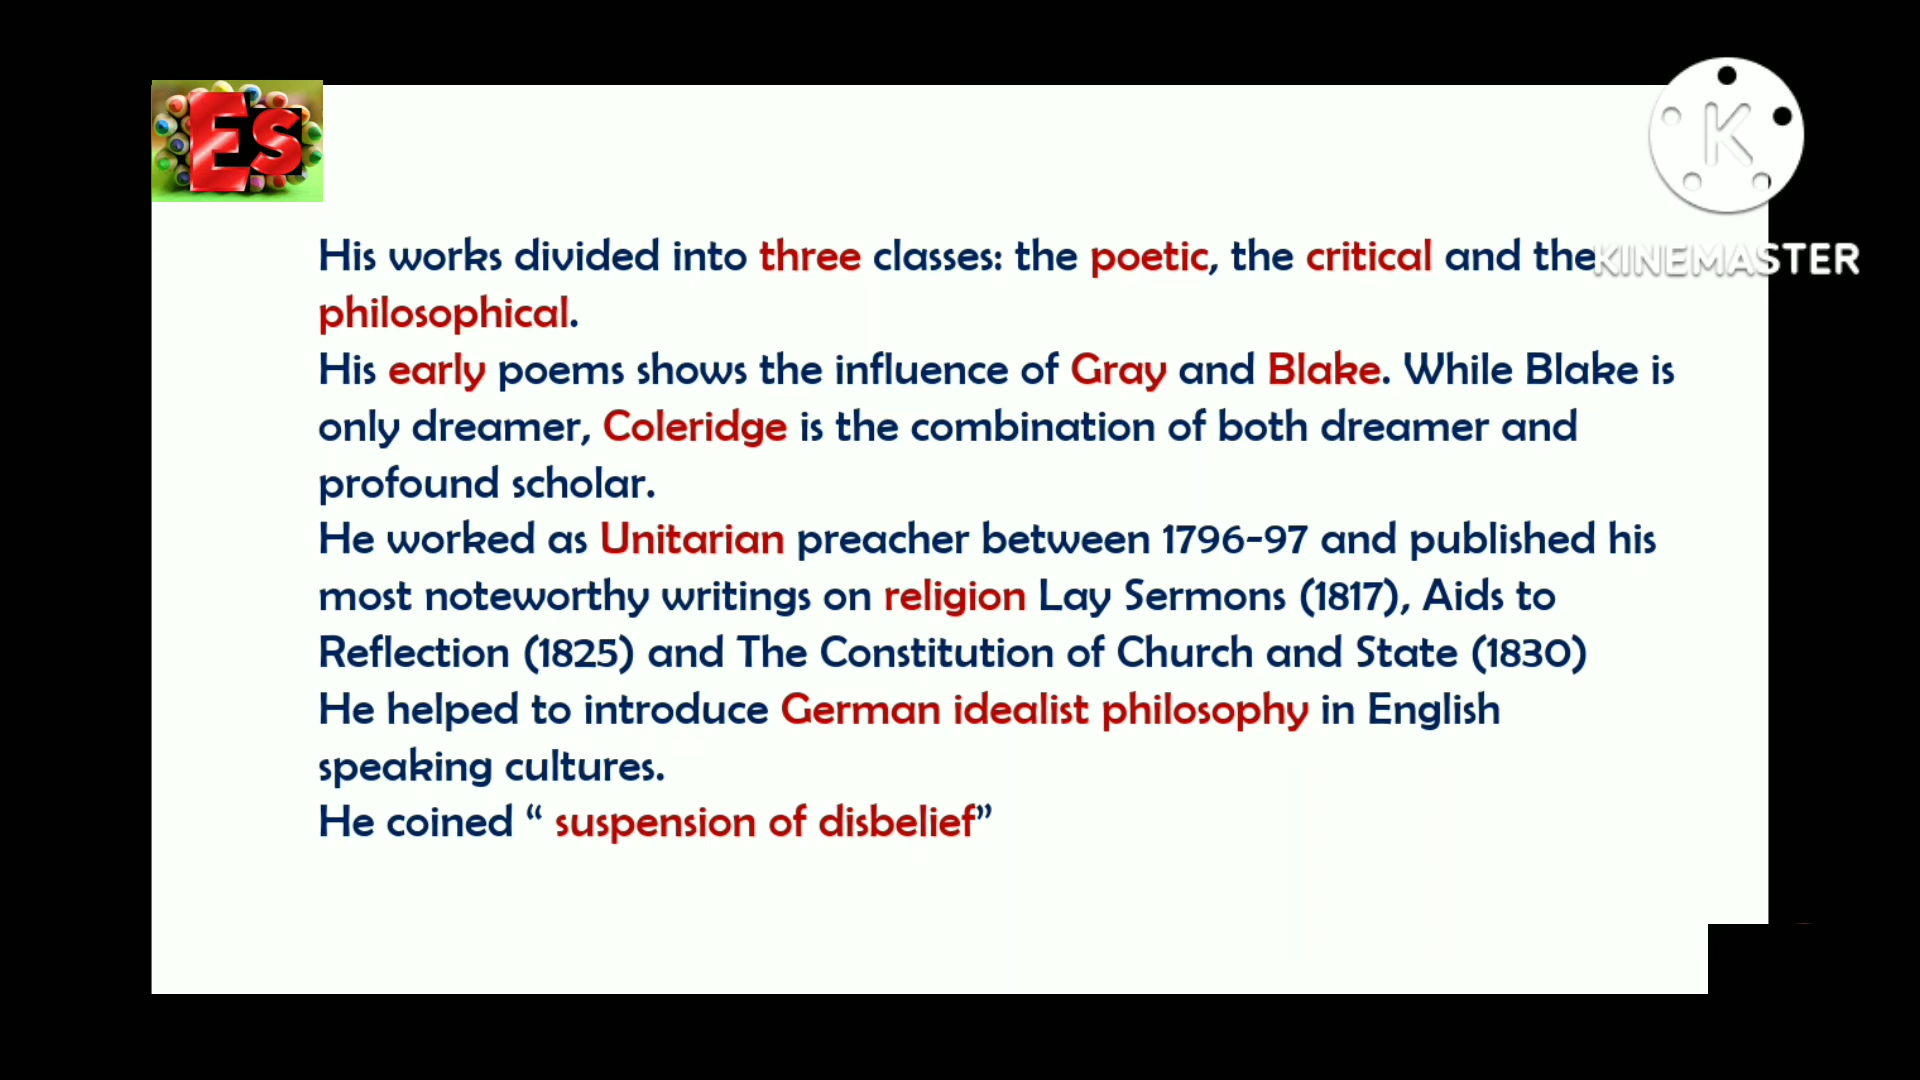 Es
His works divided into three classes: the poetic, the critical and the
KINEMASTER
philosophical.
His early poems shows the influence of Gray and Blake. While Blake is
only dreamer, Coleridge is the combination of both dreamer and
profound scholar.
He worked as Unitarian preacher between 1796-97 and published his
most noteworthy writings on religion Lay Sermons (1817), Aids to
Reflection (1825) and The Constitution of Church and State (1830)
He helped to introduce German idealist philosophy in English
speaking cultures.
He coined “ suspension of disbelief”